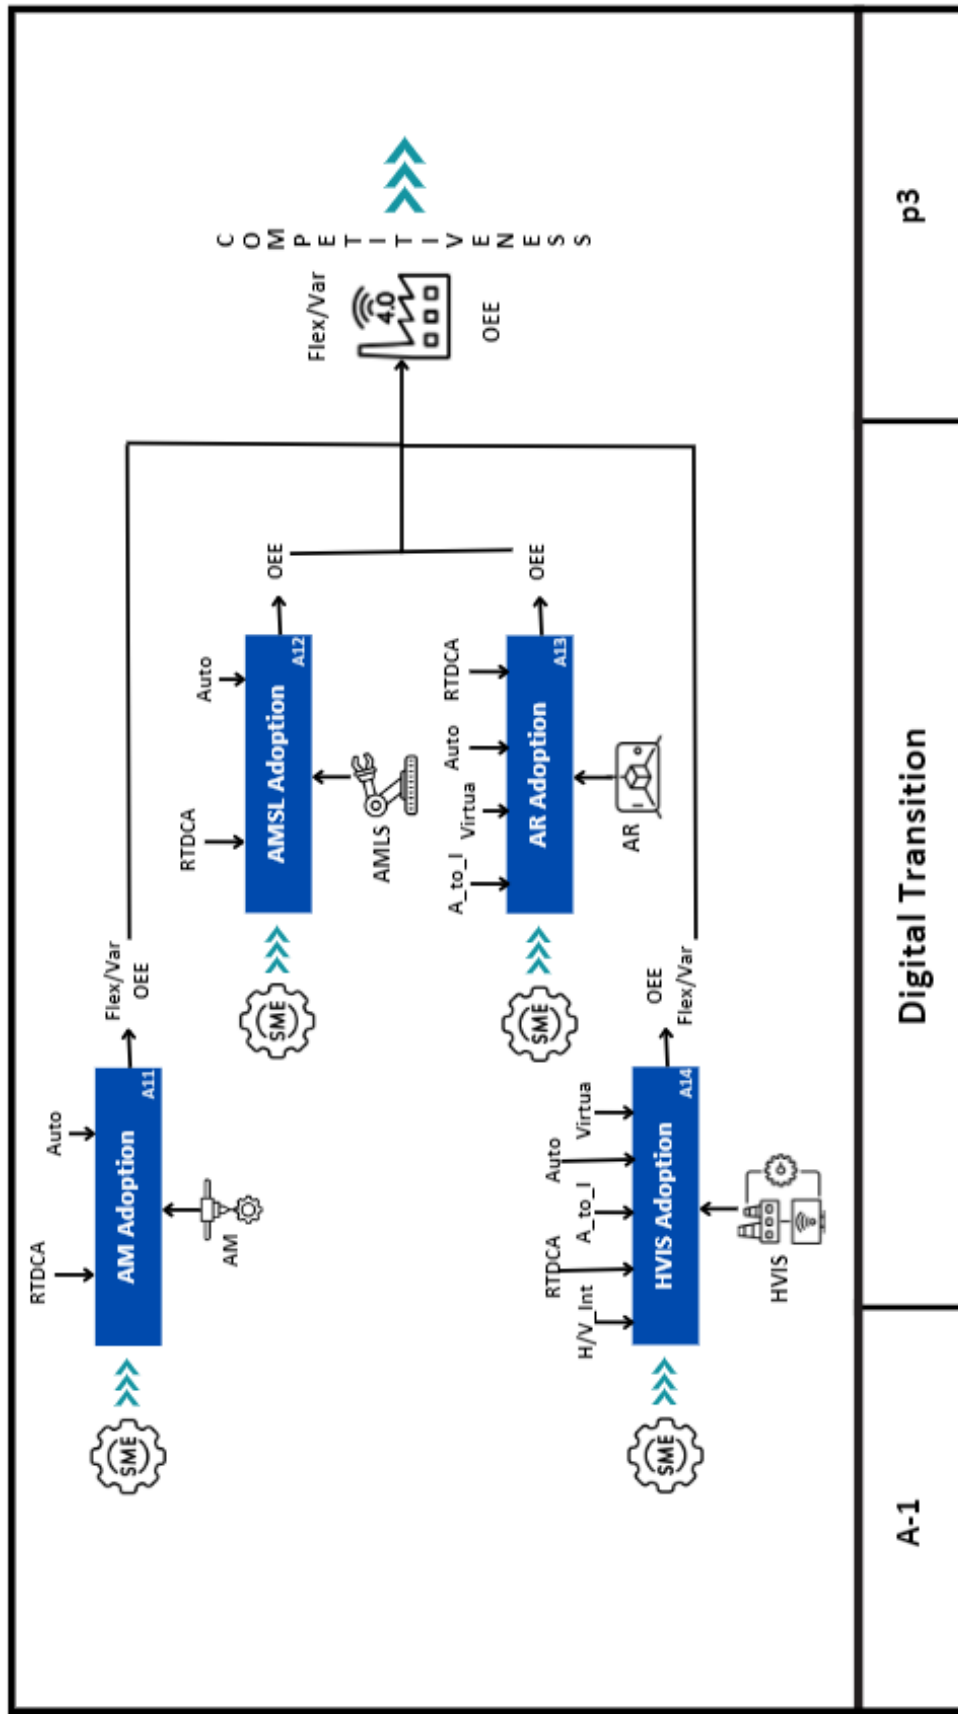 RTDCA
Auto
SME
AM Adoption
A11
AM
Flex/Var
OEE
RTDCA
Auto
SME
AMSL Adoption
A12
AMLS
OEE
A_to_I
Virtua
Auto
RTDCA
SME
AR Adoption
A13
AR
OEE
H/V_Int
RTDCA
A_to_I
Auto
Virtua
SME
HVIS Adoption
A14
HVIS
OEE
Flex/Var
Flex/Var
4.0
OEE
COMPETITIVENESS
A-1
Digital Transition
p3